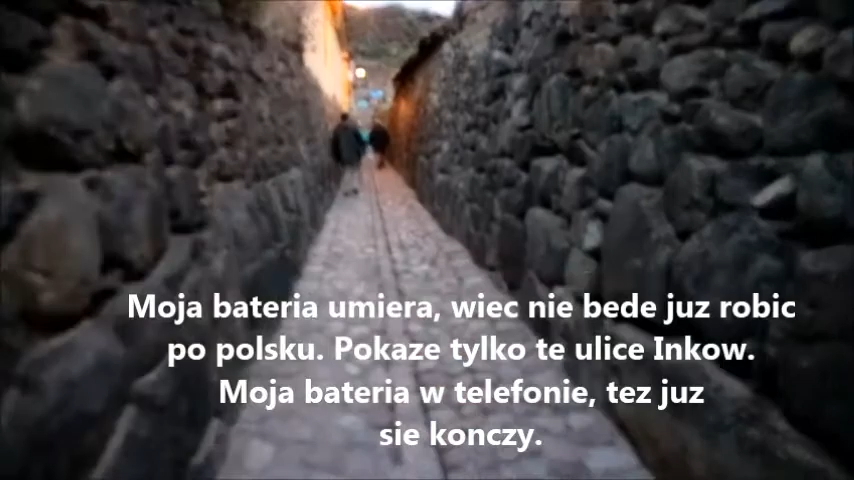 Moja bateria umiera, wiec nie bede juz robic
po polsku. Pokaze tylko te ulice Inkow.
Moja bateria w telefonie, tez juz
sie konczy.